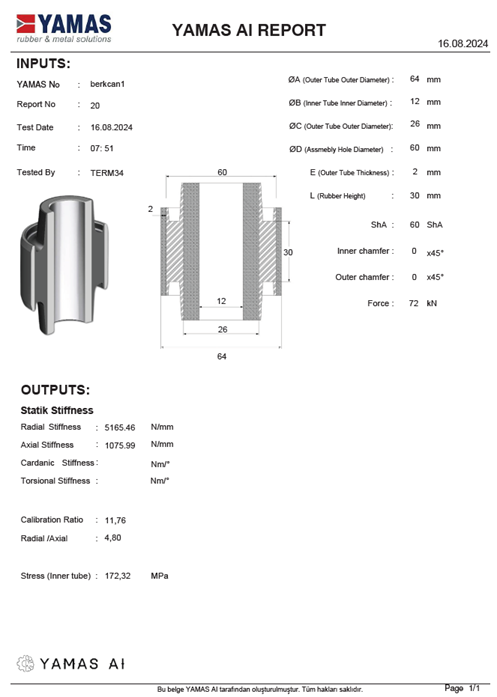 YAMAS
rubber & metal solutions
YAMAS AI REPORT
16.08.2024
INPUTS:
YAMAS No : berkcan1
Report No : 20
Test Date : 16.08.2024
Time : 07: 51
Tested By : TERM34
ØA (Outer Tube Outer Diameter) : 64 mm
ØB (Inner Tube Inner Diameter) : 12 mm
ØC (Outer Tube Outer Diameter): 26 mm
ØD (Assmebly Hole Diameter) : 60 mm
E (Outer Tube Thickness) : 2 mm
L (Rubber Height) : 30 mm
ShA : 60 ShA
Inner chamfer : 0 x45°
Outer chamfer : 0 x45°
Force : 72 kN
60
2
30
12
26
64
OUTPUTS:
Statik Stiffness
Radial Stiffness : 5165.46 N/mm
Axial Stiffness : 1075.99 N/mm
Cardanic Stiffness : Nm/°
Torsional Stiffness : Nm/°
Calibration Ratio : 11,76
Radial /Axial : 4,80
Stress (Inner tube) : 172,32 MPa
YAMAS AI
Bu belge YAMAS AI tarafından oluşturulmuştur. Tüm hakları saklıdır.
Page 1/1